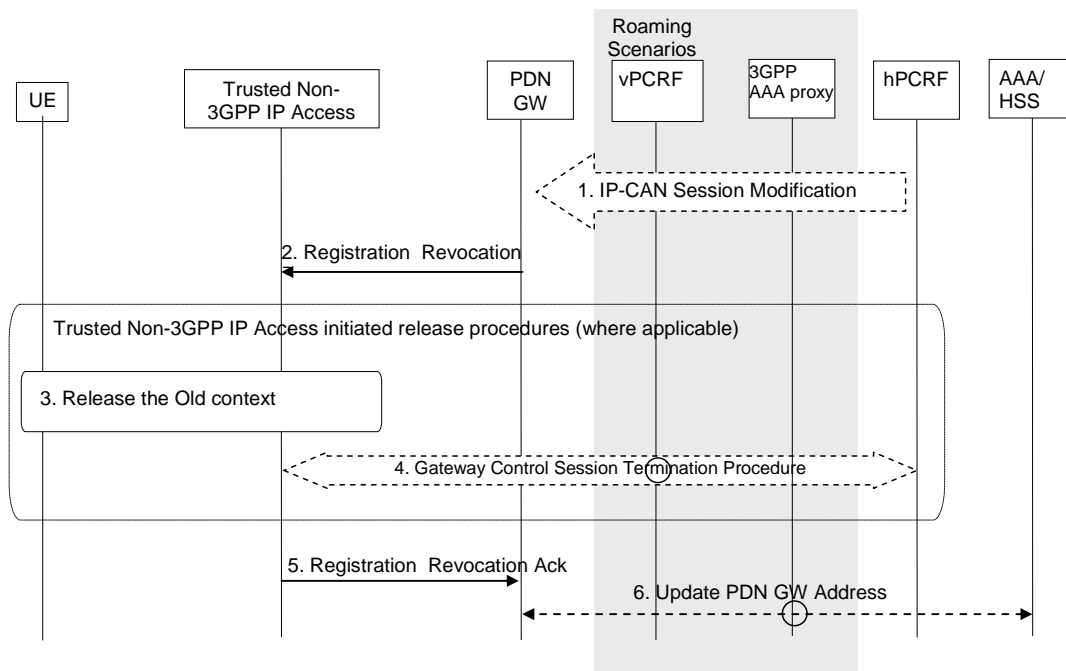 Roaming
Scenarios
UE
Trusted Non-
3GPP IP Access
PDN
GW
vPCRF
3GPP
AAA proxy
hPCRF
AAA/
HSS
1. IP-CAN Session Modification
2. Registration Revocation
Trusted Non-3GPP IP Access initiated release procedures (where applicable)
3. Release the Old context
4. Gateway Control Session Termination Procedure
5. Registration Revocation Ack
6. Update PDN GW Address